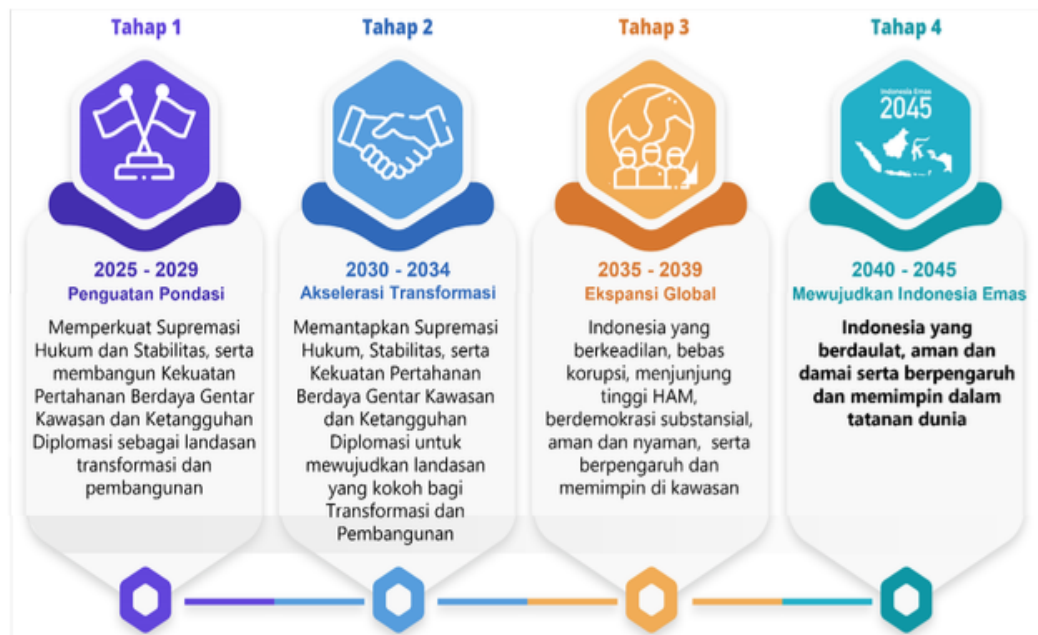 Tahap 1
2025 - 2029
Penguatan Pondasi
Memperkuat Supremasi
Hukum dan Stabilitas, serta
membangun Kekuatan
Pertahanan Berdaya Gentar
Kawasan dan Ketangguhan
Diplomasi sebagai landasan
transformasi dan
pembangunan
Tahap 2
2030 - 2034
Akselerasi Transformasi
Memantapkan Supremasi
Hukum, Stabilitas, serta
Kekuatan Pertahanan
Berdaya Gentar Kawasan
dan Ketangguhan
Diplomasi untuk
mewujudkan landasan
yang kokoh bagi
Transformasi dan
Pembangunan
Tahap 3
2035 - 2039
Ekspansi Global
Indonesia yang
berkeadilan, bebas
korupsi, menjunjung
tinggi HAM,
berdemokrasi substansial,
aman dan nyaman, serta
berpengaruh dan
memimpin di kawasan
Tahap 4
Indonesia Emas
2045
2040 - 2045
Mewujudkan Indonesia Emas
Indonesia yang
berdaulat, aman dan
damai serta berpengaruh
dan memimpin dalam
tatanan dunia